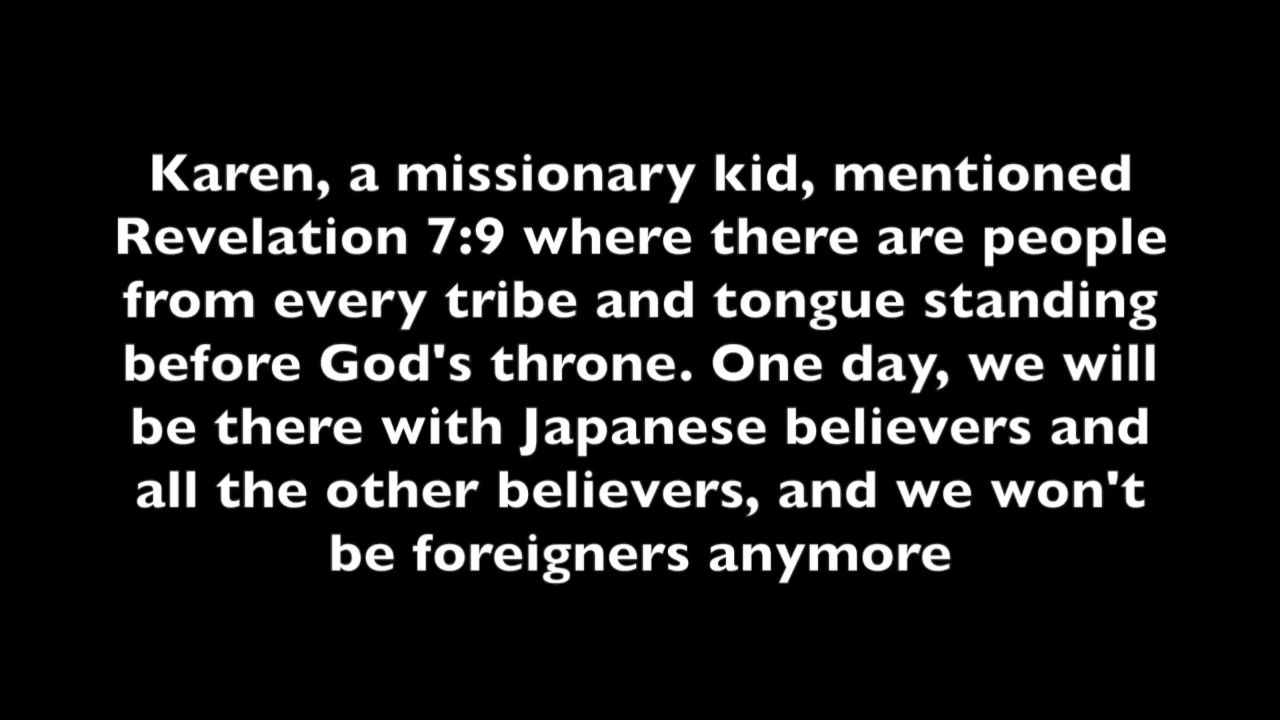 Karen, a missionary kid, mentioned
Revelation 7:9 where there are people
from every tribe and tongue standing
before God's throne. One day, we will
be there with Japanese believers and
all the other believers, and we won't
be foreigners anymore